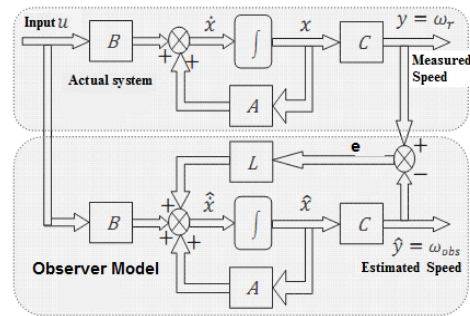 Input u
B
+
+
ẋ
∫
x
C
y = ω_r
Actual system
Measured
Speed
A
L
e
+
−
B
+
+
+
x̂̇
∫
x̂
C
ŷ = ω_obs
Observer Model
A
Estimated Speed